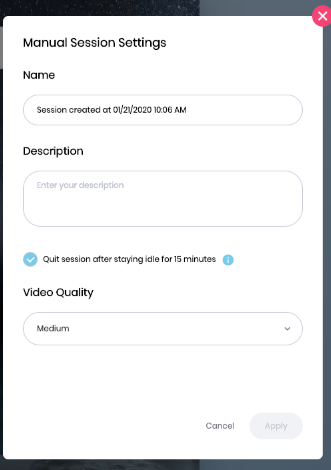 Manual Session Settings
Name
Session created at 01/21/2020 10:06 AM
Description
Enter your description
Quit session after staying idle for 15 minutes
Video Quality
Medium
Cancel
Apply